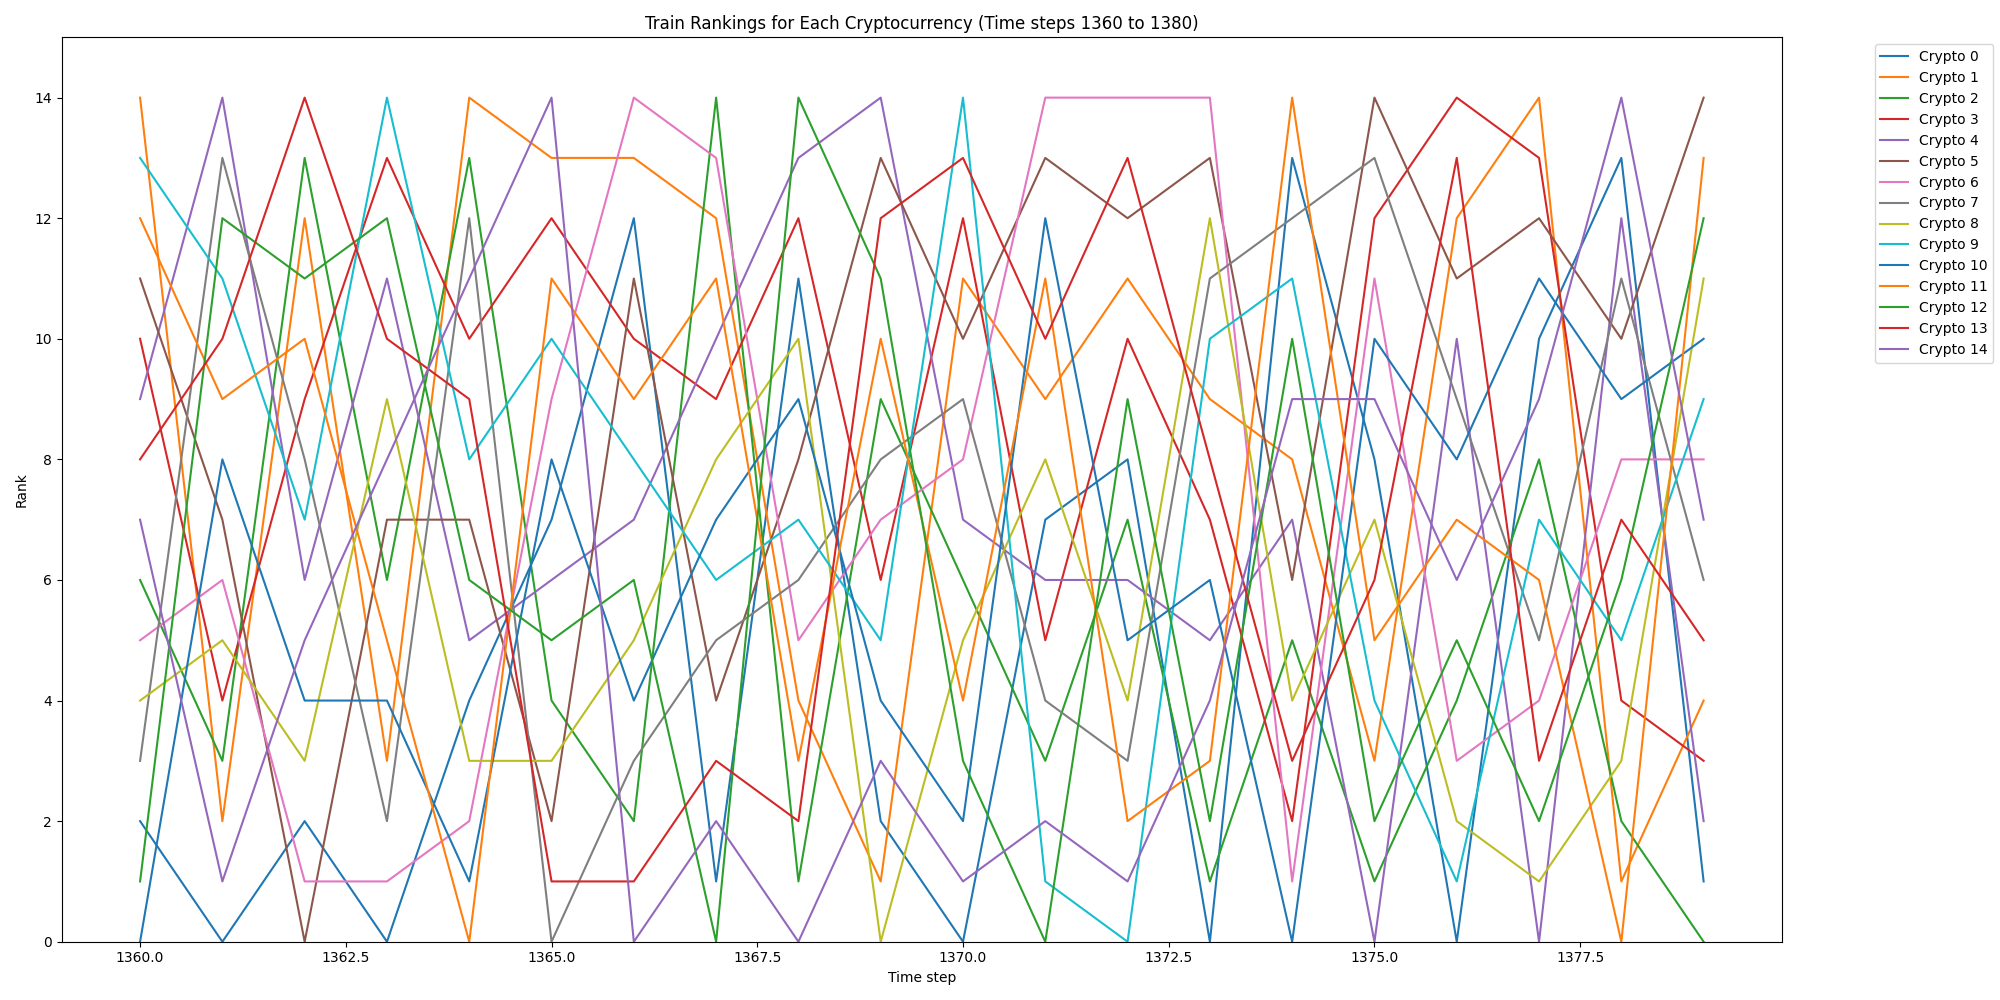 Train Rankings for Each Cryptocurrency (Time steps 1360 to 1380)
Rank
14
12
10
8
6
4
2
0
1360.0
1362.5
1365.0
1367.5
1370.0
1372.5
1375.0
1377.5
Time step
Crypto 0
Crypto 1
Crypto 2
Crypto 3
Crypto 4
Crypto 5
Crypto 6
Crypto 7
Crypto 8
Crypto 9
Crypto 10
Crypto 11
Crypto 12
Crypto 13
Crypto 14